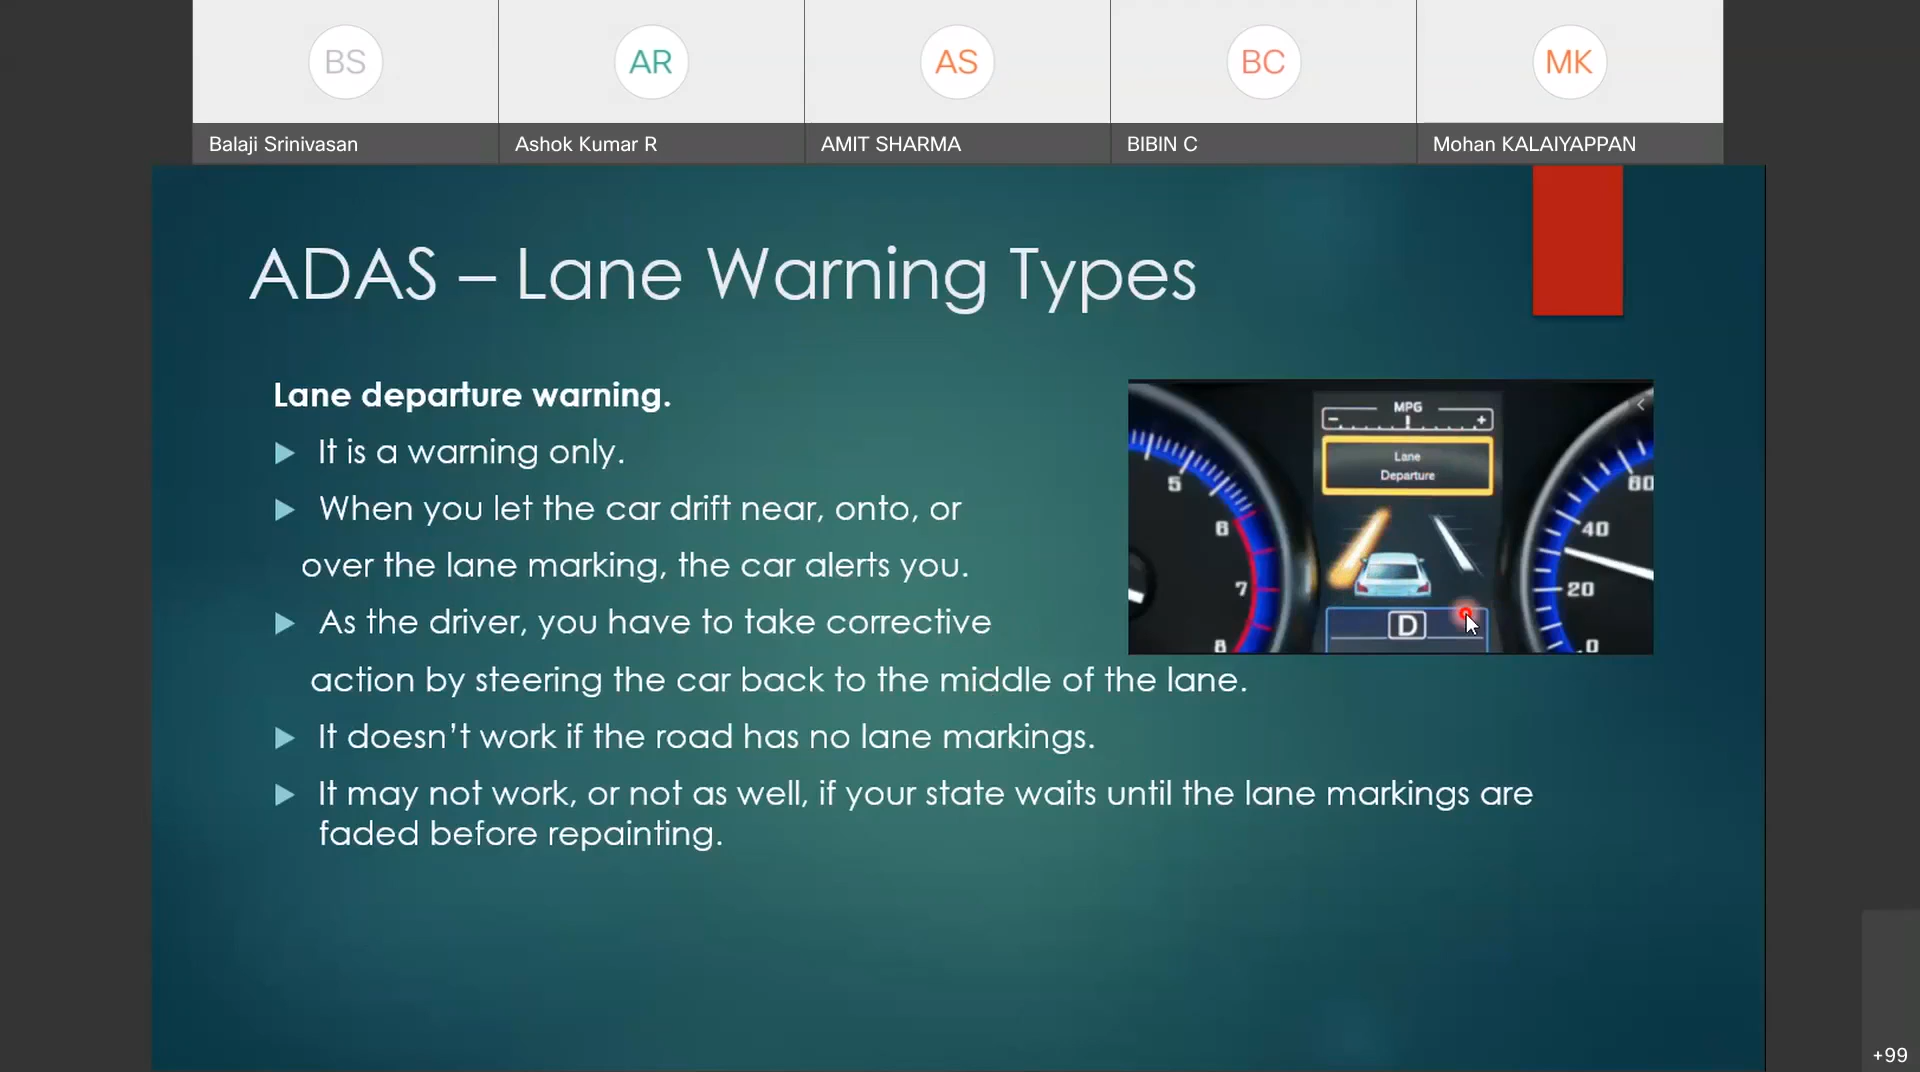 BS
AR
AS
BC
MK
Balaji Srinivasan
Ashok Kumar R
AMIT SHARMA
BIBIN C
Mohan KALAIYAPPAN
ADAS – Lane Warning Types
Lane departure warning.
It is a warning only.
When you let the car drift near, onto, or
over the lane marking, the car alerts you.
As the driver, you have to take corrective
action by steering the car back to the middle of the lane.
It doesn't work if the road has no lane markings.
It may not work, or not as well, if your state waits until the lane markings are
faded before repainting.
MPG
- +
Lane
Departure
5
6
7
8
D
60
40
20
0
+99